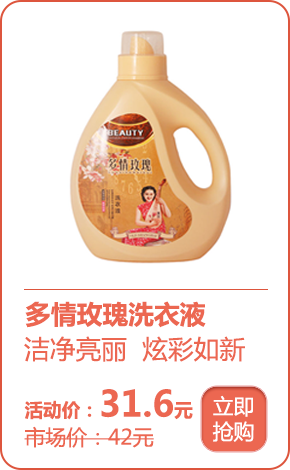 BEAUTY
多情玫瑰
多情玫瑰洗衣液
洁净亮丽 炫彩如新
活动价：31.6元
市场价：42元
立即
抢购